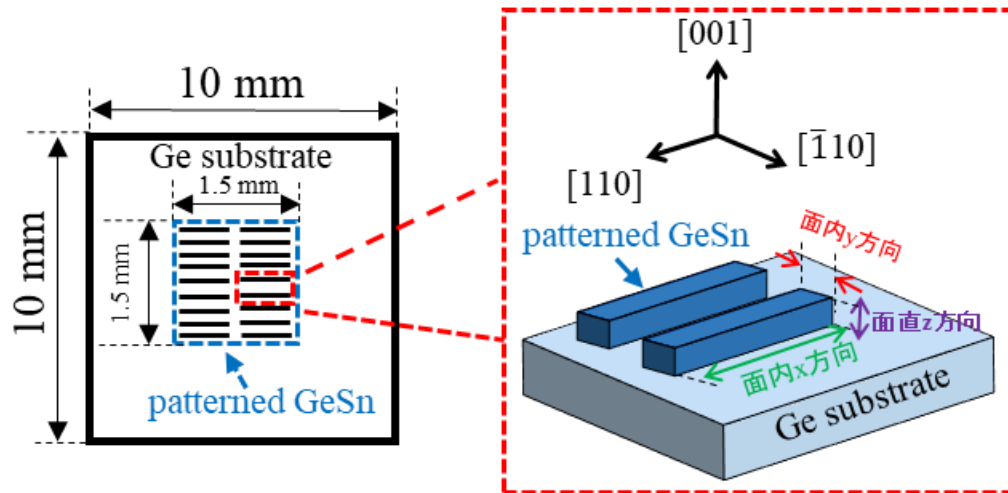 10 mm
10 mm
Ge substrate
1.5 mm
1.5 mm
patterned GeSn
[001]
[110]
[1̄10]
patterned GeSn
面内y方向
面直z方向
面内x方向
Ge substrate